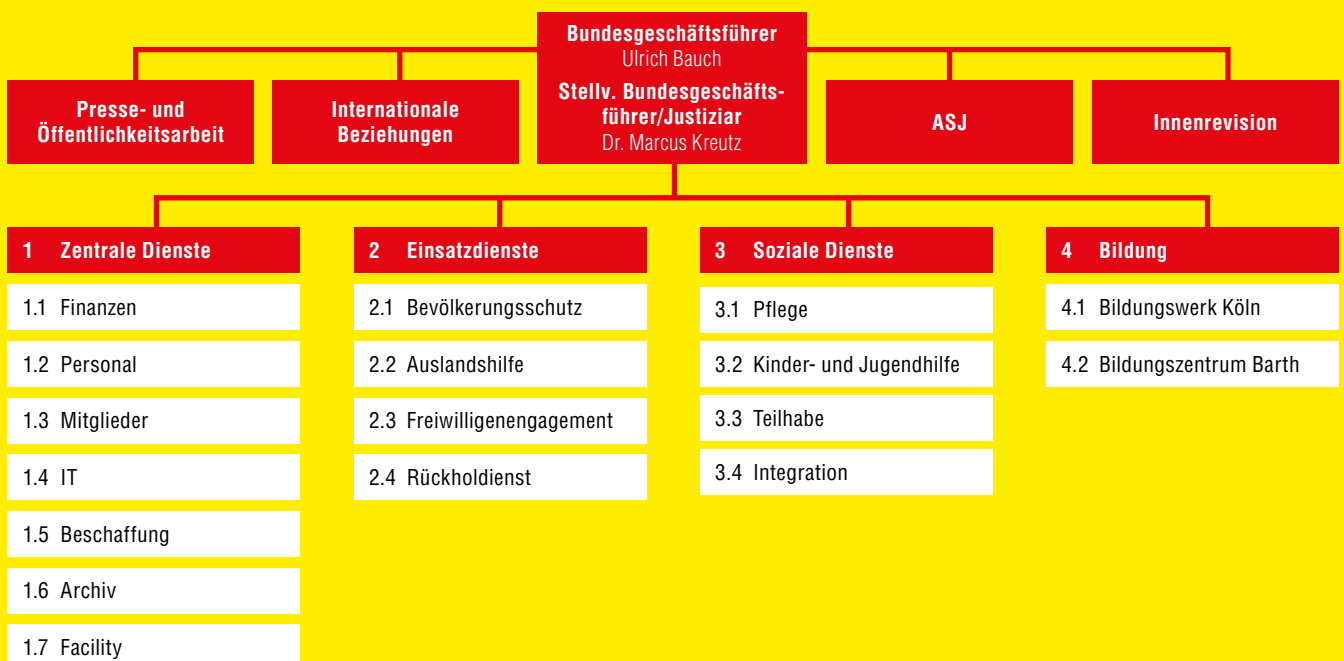 Bundesgeschäftsführer
Ulrich Bauch
Stellv. Bundesgeschäfts-
führer/Justiziar
Dr. Marcus Kreutz
Presse- und
Öffentlichkeitsarbeit
Internationale
Beziehungen
ASJ
Innenrevision
1 Zentrale Dienste
1.1 Finanzen
1.2 Personal
1.3 Mitglieder
1.4 IT
1.5 Beschaffung
1.6 Archiv
1.7 Facility
2 Einsatzdienste
2.1 Bevölkerungsschutz
2.2 Auslandshilfe
2.3 Freiwilligenengagement
2.4 Rückholdienst
3 Soziale Dienste
3.1 Pflege
3.2 Kinder- und Jugendhilfe
3.3 Teilhabe
3.4 Integration
4 Bildung
4.1 Bildungswerk Köln
4.2 Bildungszentrum Barth